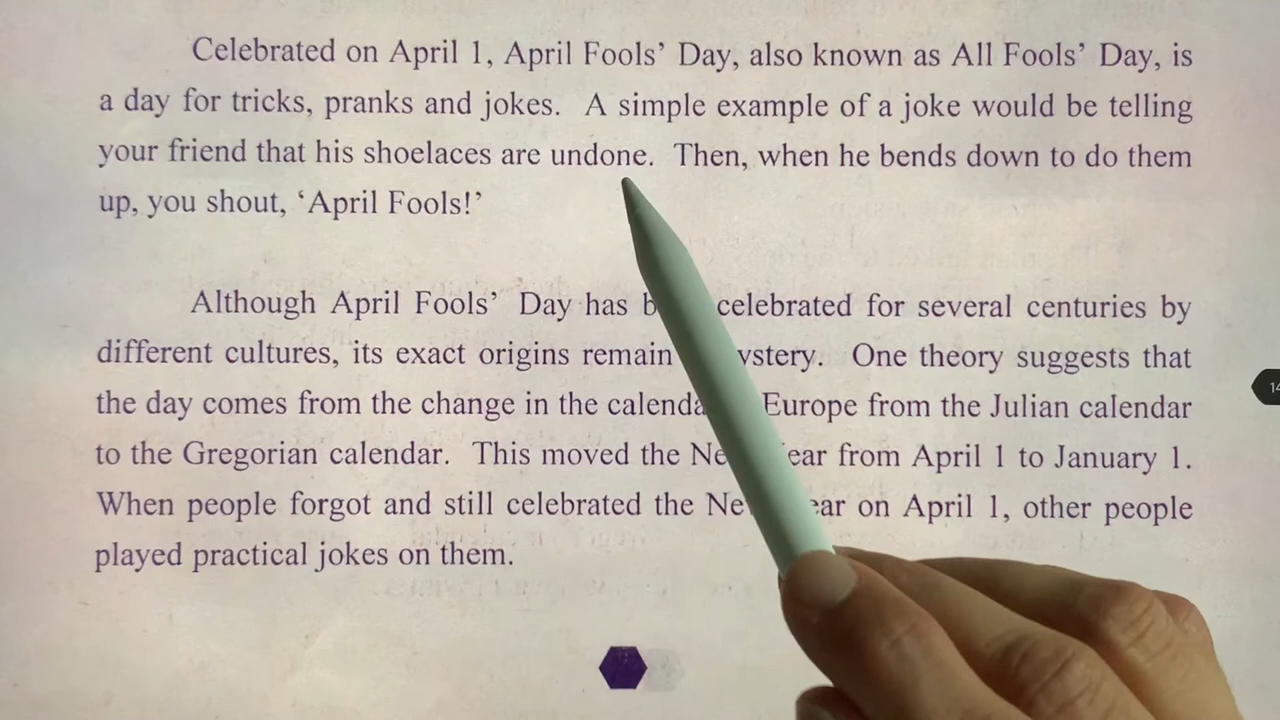 Celebrated on April 1, April Fools’ Day, also known as All Fools’ Day, is
a day for tricks, pranks and jokes. A simple example of a joke would be telling
your friend that his shoelaces are undone. Then, when he bends down to do them
up, you shout, ‘April Fools!’
Although April Fools’ Day has celebrated for several centuries by
different cultures, its exact origins remain One theory suggests that
the day comes from the change in the Europe from the Julian calendar
to the Gregorian calendar. This moved the from April 1 to January 1.
When people forgot and still celebrated the on April 1, other people
played practical jokes on them.
14